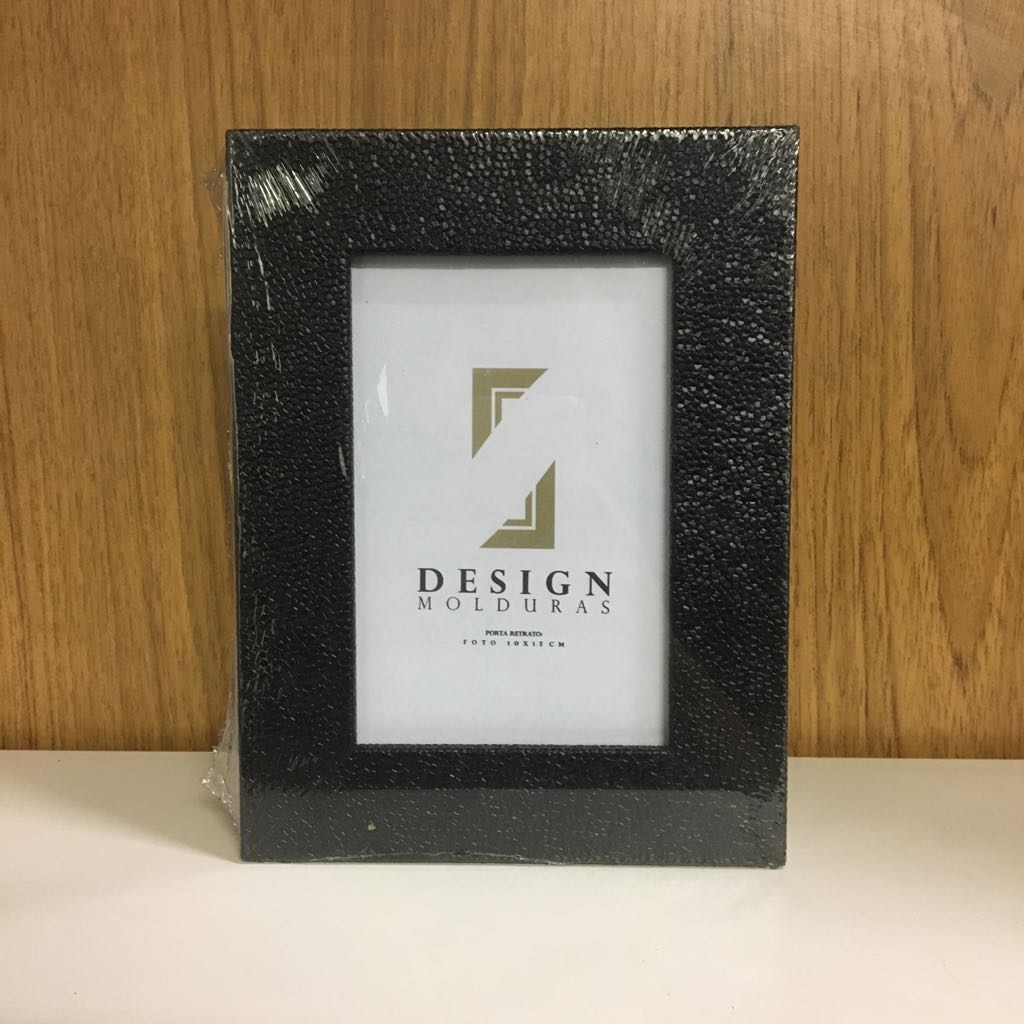 DESIGN
MOLDURAS
PORTA RETRATO:
FOTO 10X15CM